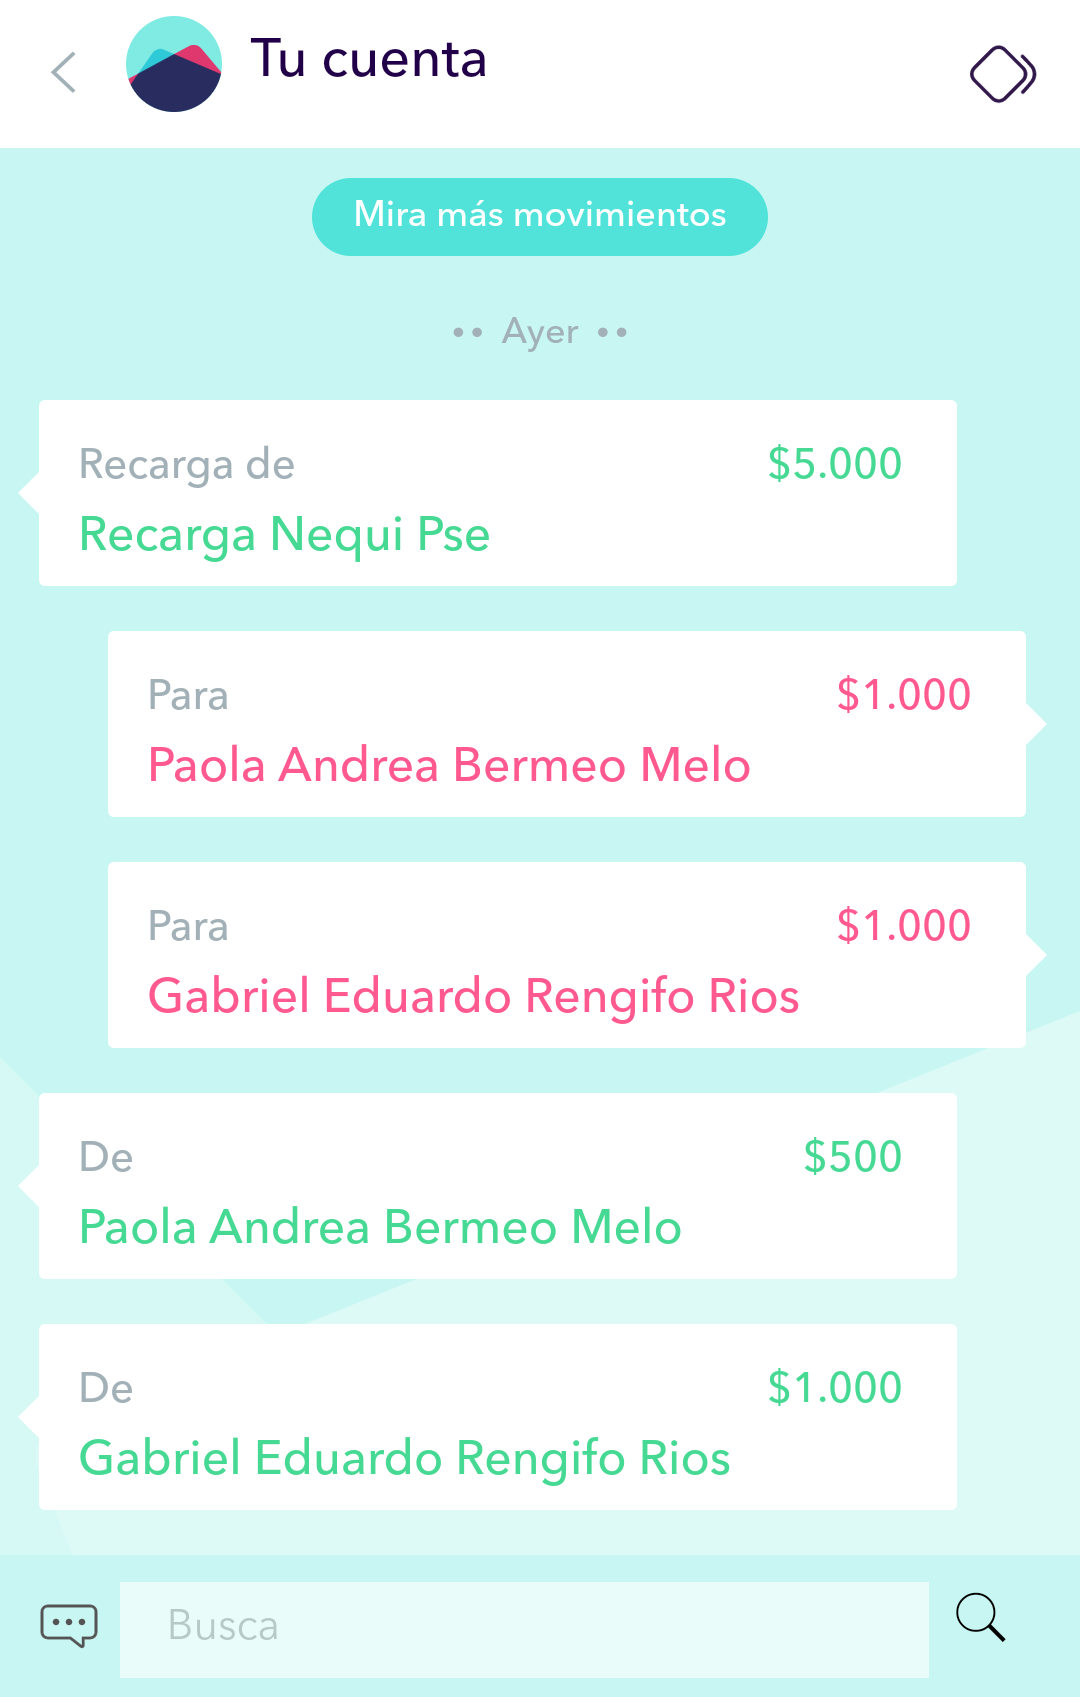 Tu cuenta
Mira más movimientos
•• Ayer ••
Recarga de $5.000
Recarga Nequi Pse
Para $1.000
Paola Andrea Bermeo Melo
Para $1.000
Gabriel Eduardo Rengifo Rios
De $500
Paola Andrea Bermeo Melo
De $1.000
Gabriel Eduardo Rengifo Rios
Busca